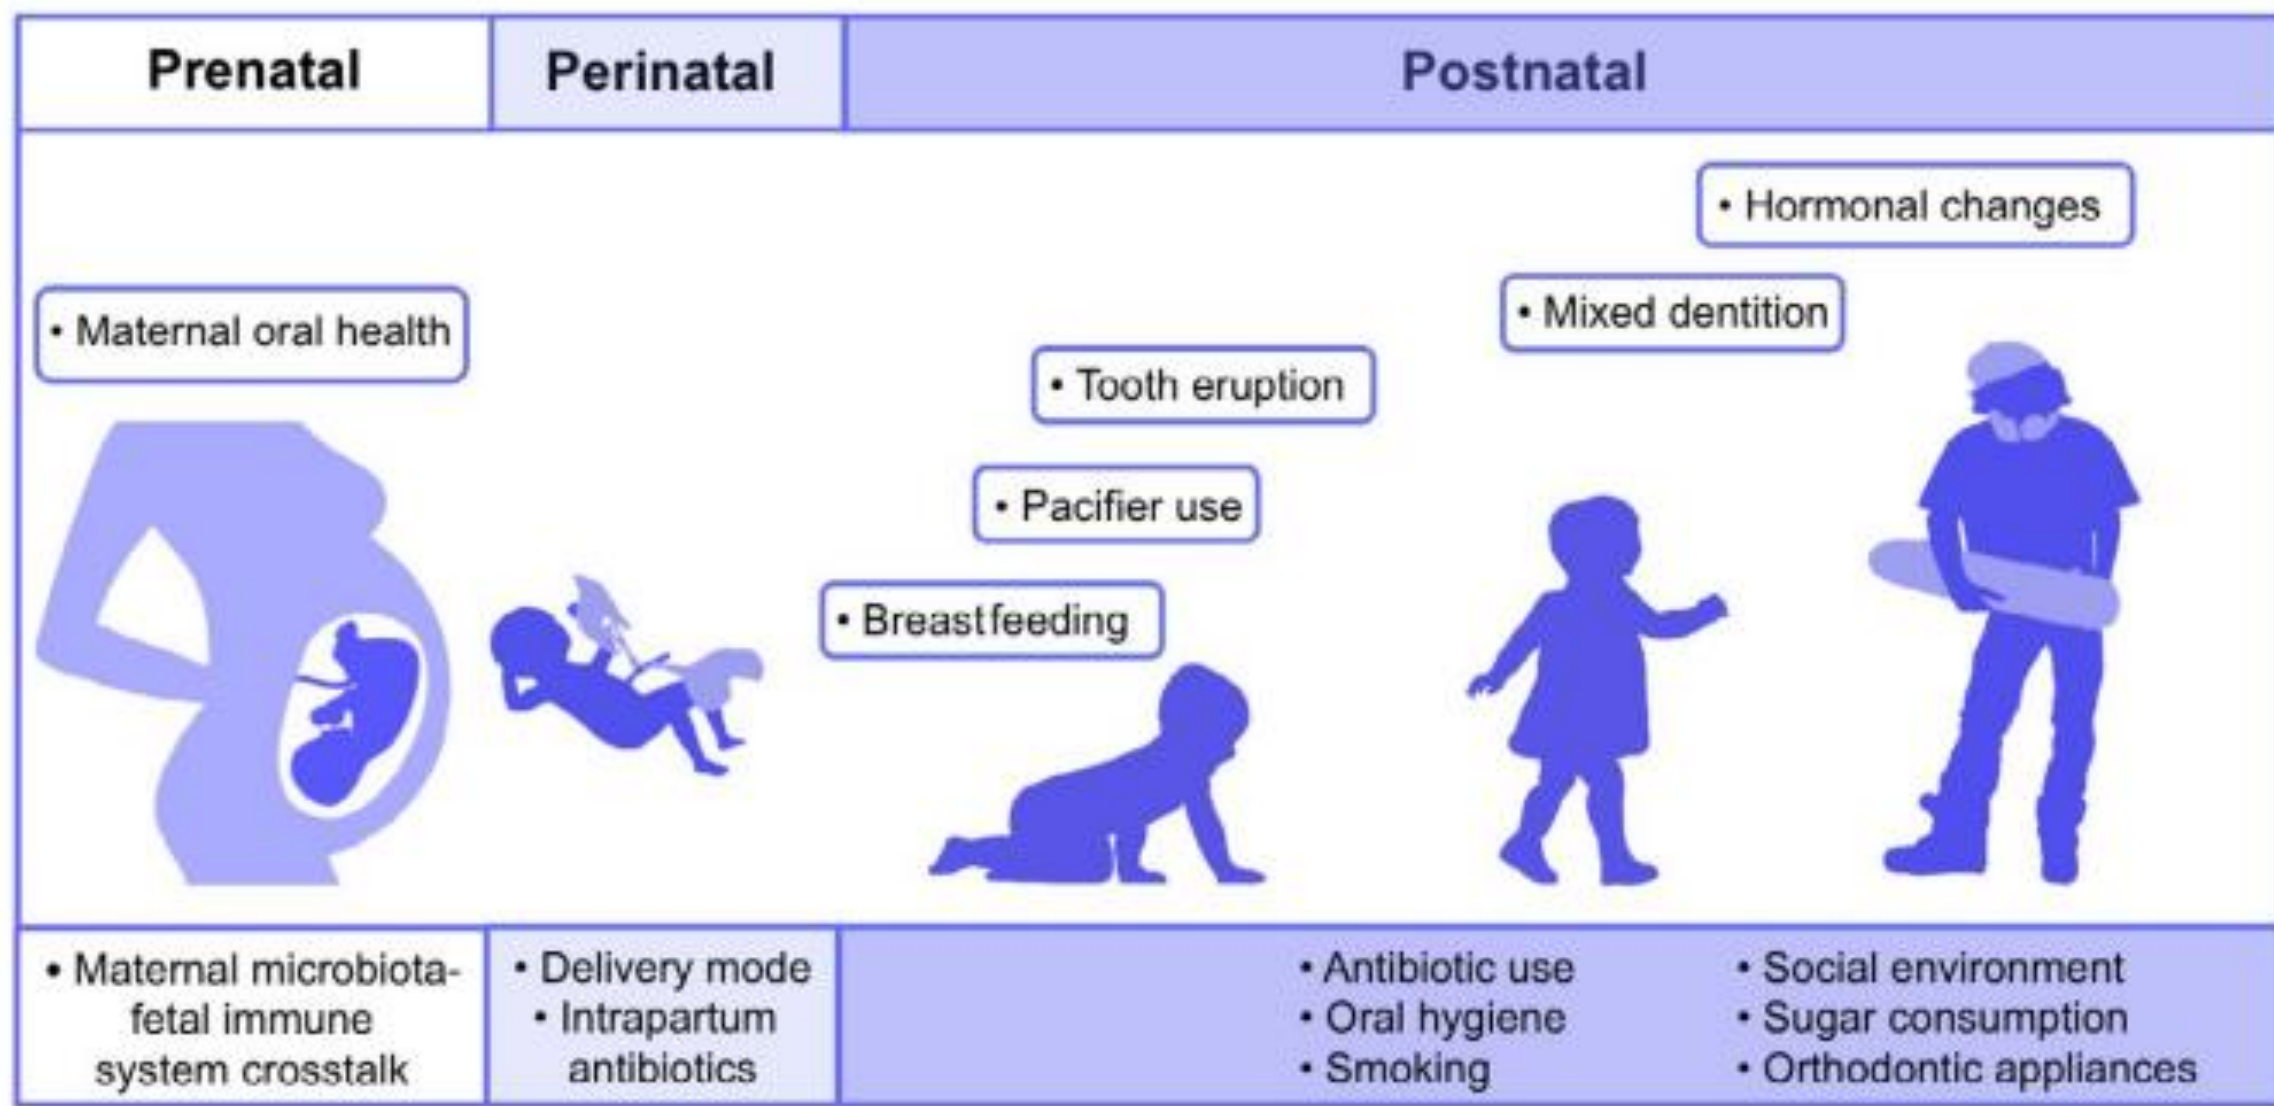 Prenatal
Perinatal
Postnatal
• Hormonal changes
• Mixed dentition
• Maternal oral health
• Tooth eruption
• Pacifier use
• Breastfeeding
• Maternal microbiota-
fetal immune
system crosstalk
• Delivery mode
• Intrapartum
antibiotics
• Antibiotic use
• Oral hygiene
• Smoking
• Social environment
• Sugar consumption
• Orthodontic appliances